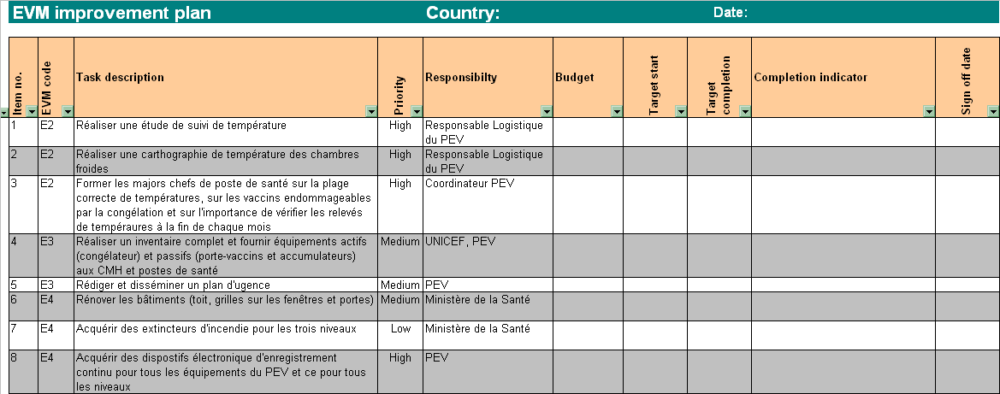 EVM improvement plan Country: Date:
Item no. EVM code Task description Priority Responsibilty Budget Target start Target completion Completion indicator Sign off date
1 E2 Réaliser une étude de suivi de température High Responsable Logistique
du PEV
2 E2 Réaliser une carthographie de température des chambres High Responsable Logistique
froides du PEV
3 E2 Former les majors chefs de poste de santé sur la plage High Coordinateur PEV
correcte de températures, sur les vaccins endommageables
par la congélation et sur l'importance de vérifier les relevés
de tempéraures à la fin de chaque mois
4 E3 Réaliser un inventaire complet et fournir équipements actifs Medium UNICEF, PEV
(congélateur) et passifs (porte-vaccins et accumulateurs)
aux CMH et postes de santé
5 E3 Rédiger et disséminer un plan d'ugence Medium PEV
6 E4 Rénover les bâtiments (toit, grilles sur les fenêtres et portes) Medium Ministère de la Santé
7 E4 Acquérir des extincteurs d'incendie pour les trois niveaux Low Ministère de la Santé
8 E4 Acquérir des dispostifs électronique d'enregistrement High PEV
continu pour tous les équipements du PEV et ce pour tous
les niveaux